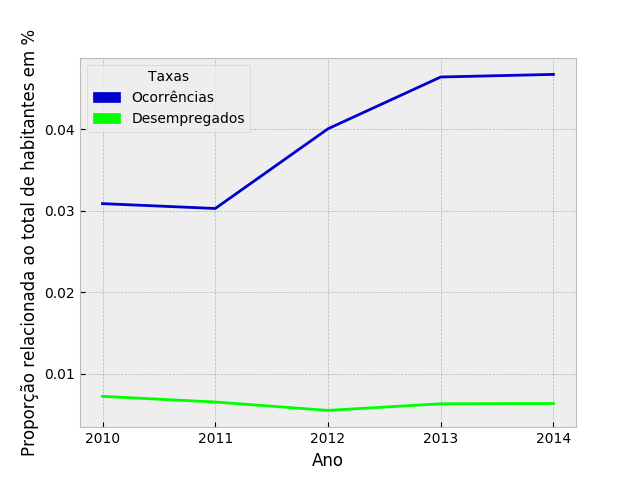 Proporção relacionada ao total de habitantes em %
Taxas
Ocorrências
Desempregados
0.04
0.03
0.02
0.01
2010 2011 2012 2013 2014
Ano